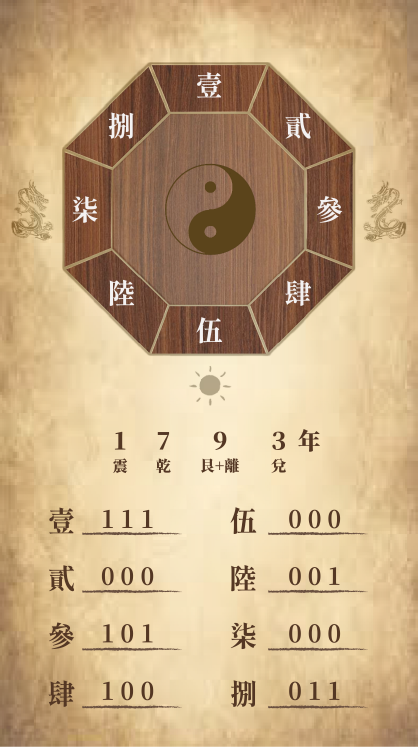 壹
捌 貳
柒 參
陸 肆
伍
1 7 9 3 年
震 乾 艮+離 兌
壹 111 伍 000
貳 000 陸 001
參 101 柒 000
肆 100 捌 011